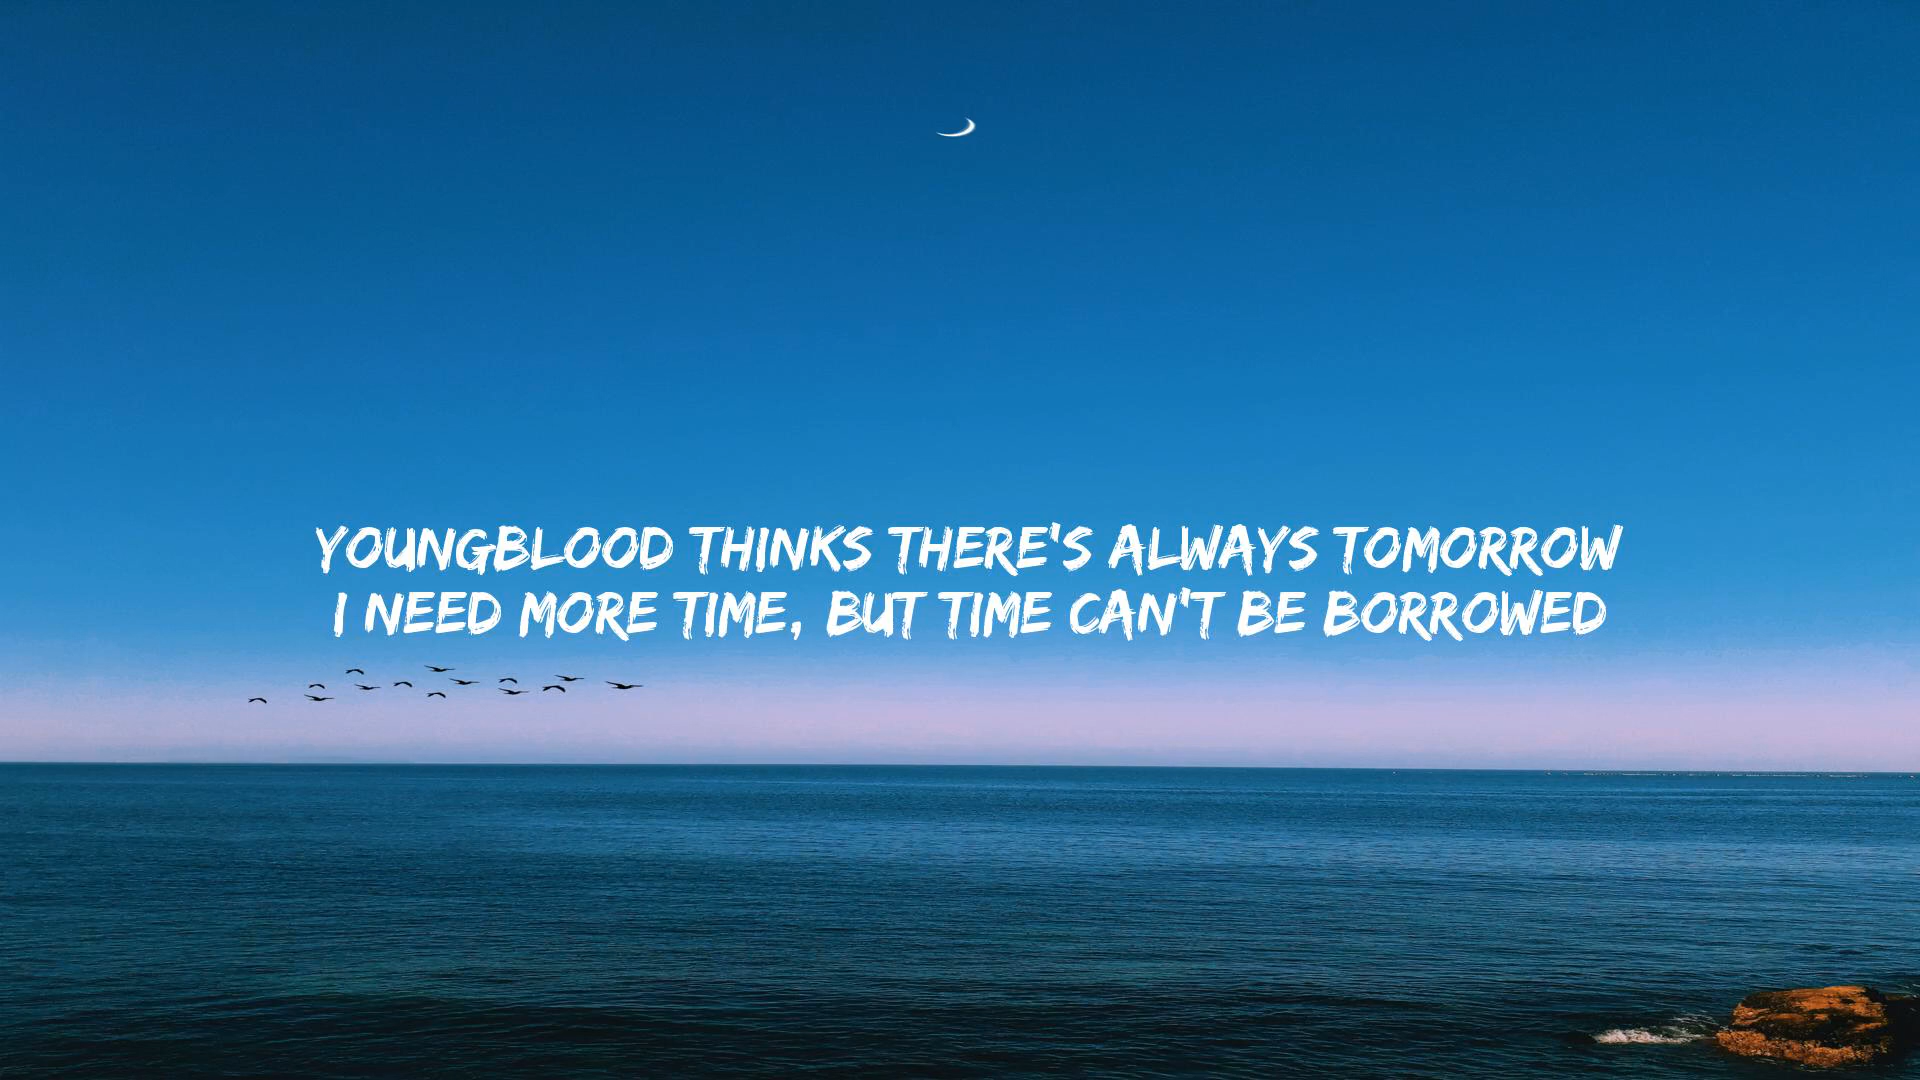 YOUNGBLOOD THINKS THERE'S ALWAYS TOMORROW
I NEED MORE TIME, BUT TIME CAN'T BE BORROWED